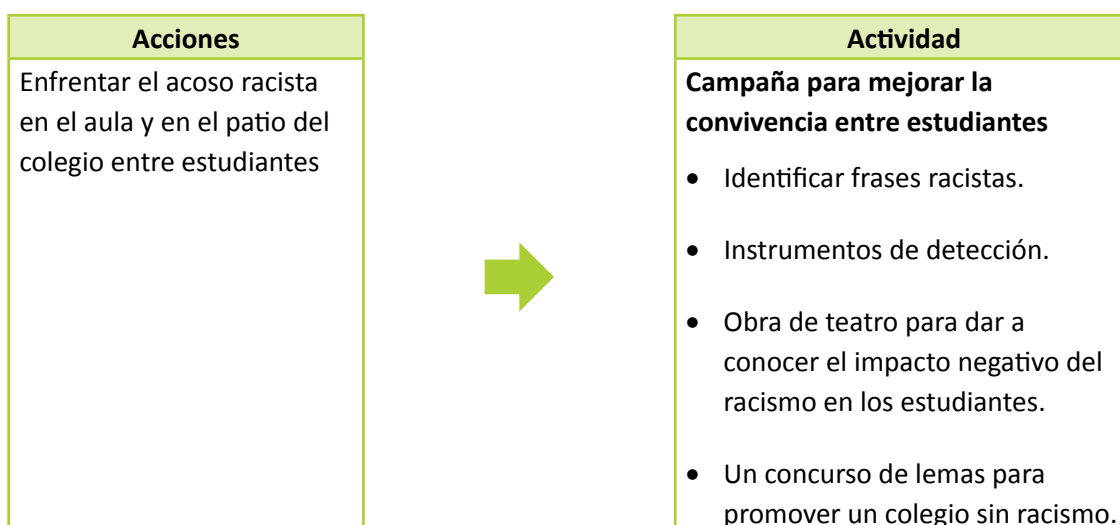 Acciones
Enfrentar el acoso racista
en el aula y en el patio del
colegio entre estudiantes
Actividad
Campaña para mejorar la
convivencia entre estudiantes
• Identificar frases racistas.
• Instrumentos de detección.
• Obra de teatro para dar a
conocer el impacto negativo del
racismo en los estudiantes.
• Un concurso de lemas para
promover un colegio sin racismo.